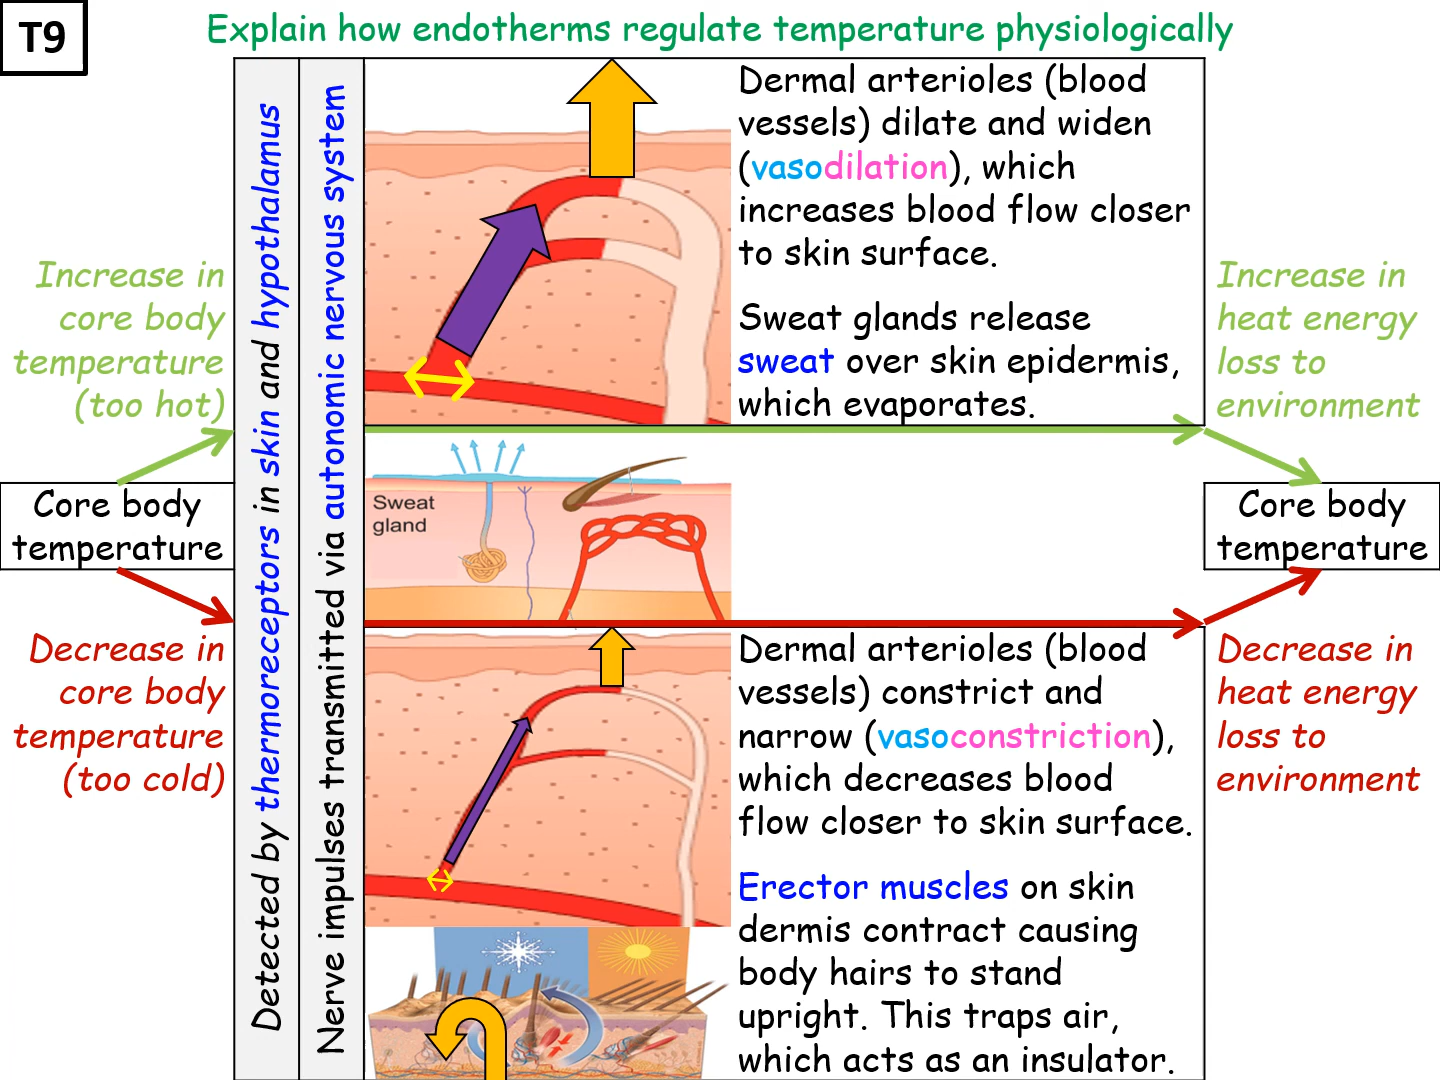 T9
Explain how endotherms regulate temperature physiologically
Increase in
core body
temperature
(too hot)
Core body
temperature
Decrease in
core body
temperature
(too cold)
Detected by thermoreceptors in skin and hypothalamus
Nerve impulses transmitted via autonomic nervous system
Dermal arterioles (blood
vessels) dilate and widen
(vasodilation), which
increases blood flow closer
to skin surface.
Sweat glands release
sweat over skin epidermis,
which evaporates.
Sweat
gland
Dermal arterioles (blood
vessels) constrict and
narrow (vasoconstriction),
which decreases blood
flow closer to skin surface.
Erector muscles on skin
dermis contract causing
body hairs to stand
upright. This traps air,
which acts as an insulator.
Increase in
heat energy
loss to
environment
Core body
temperature
Decrease in
heat energy
loss to
environment